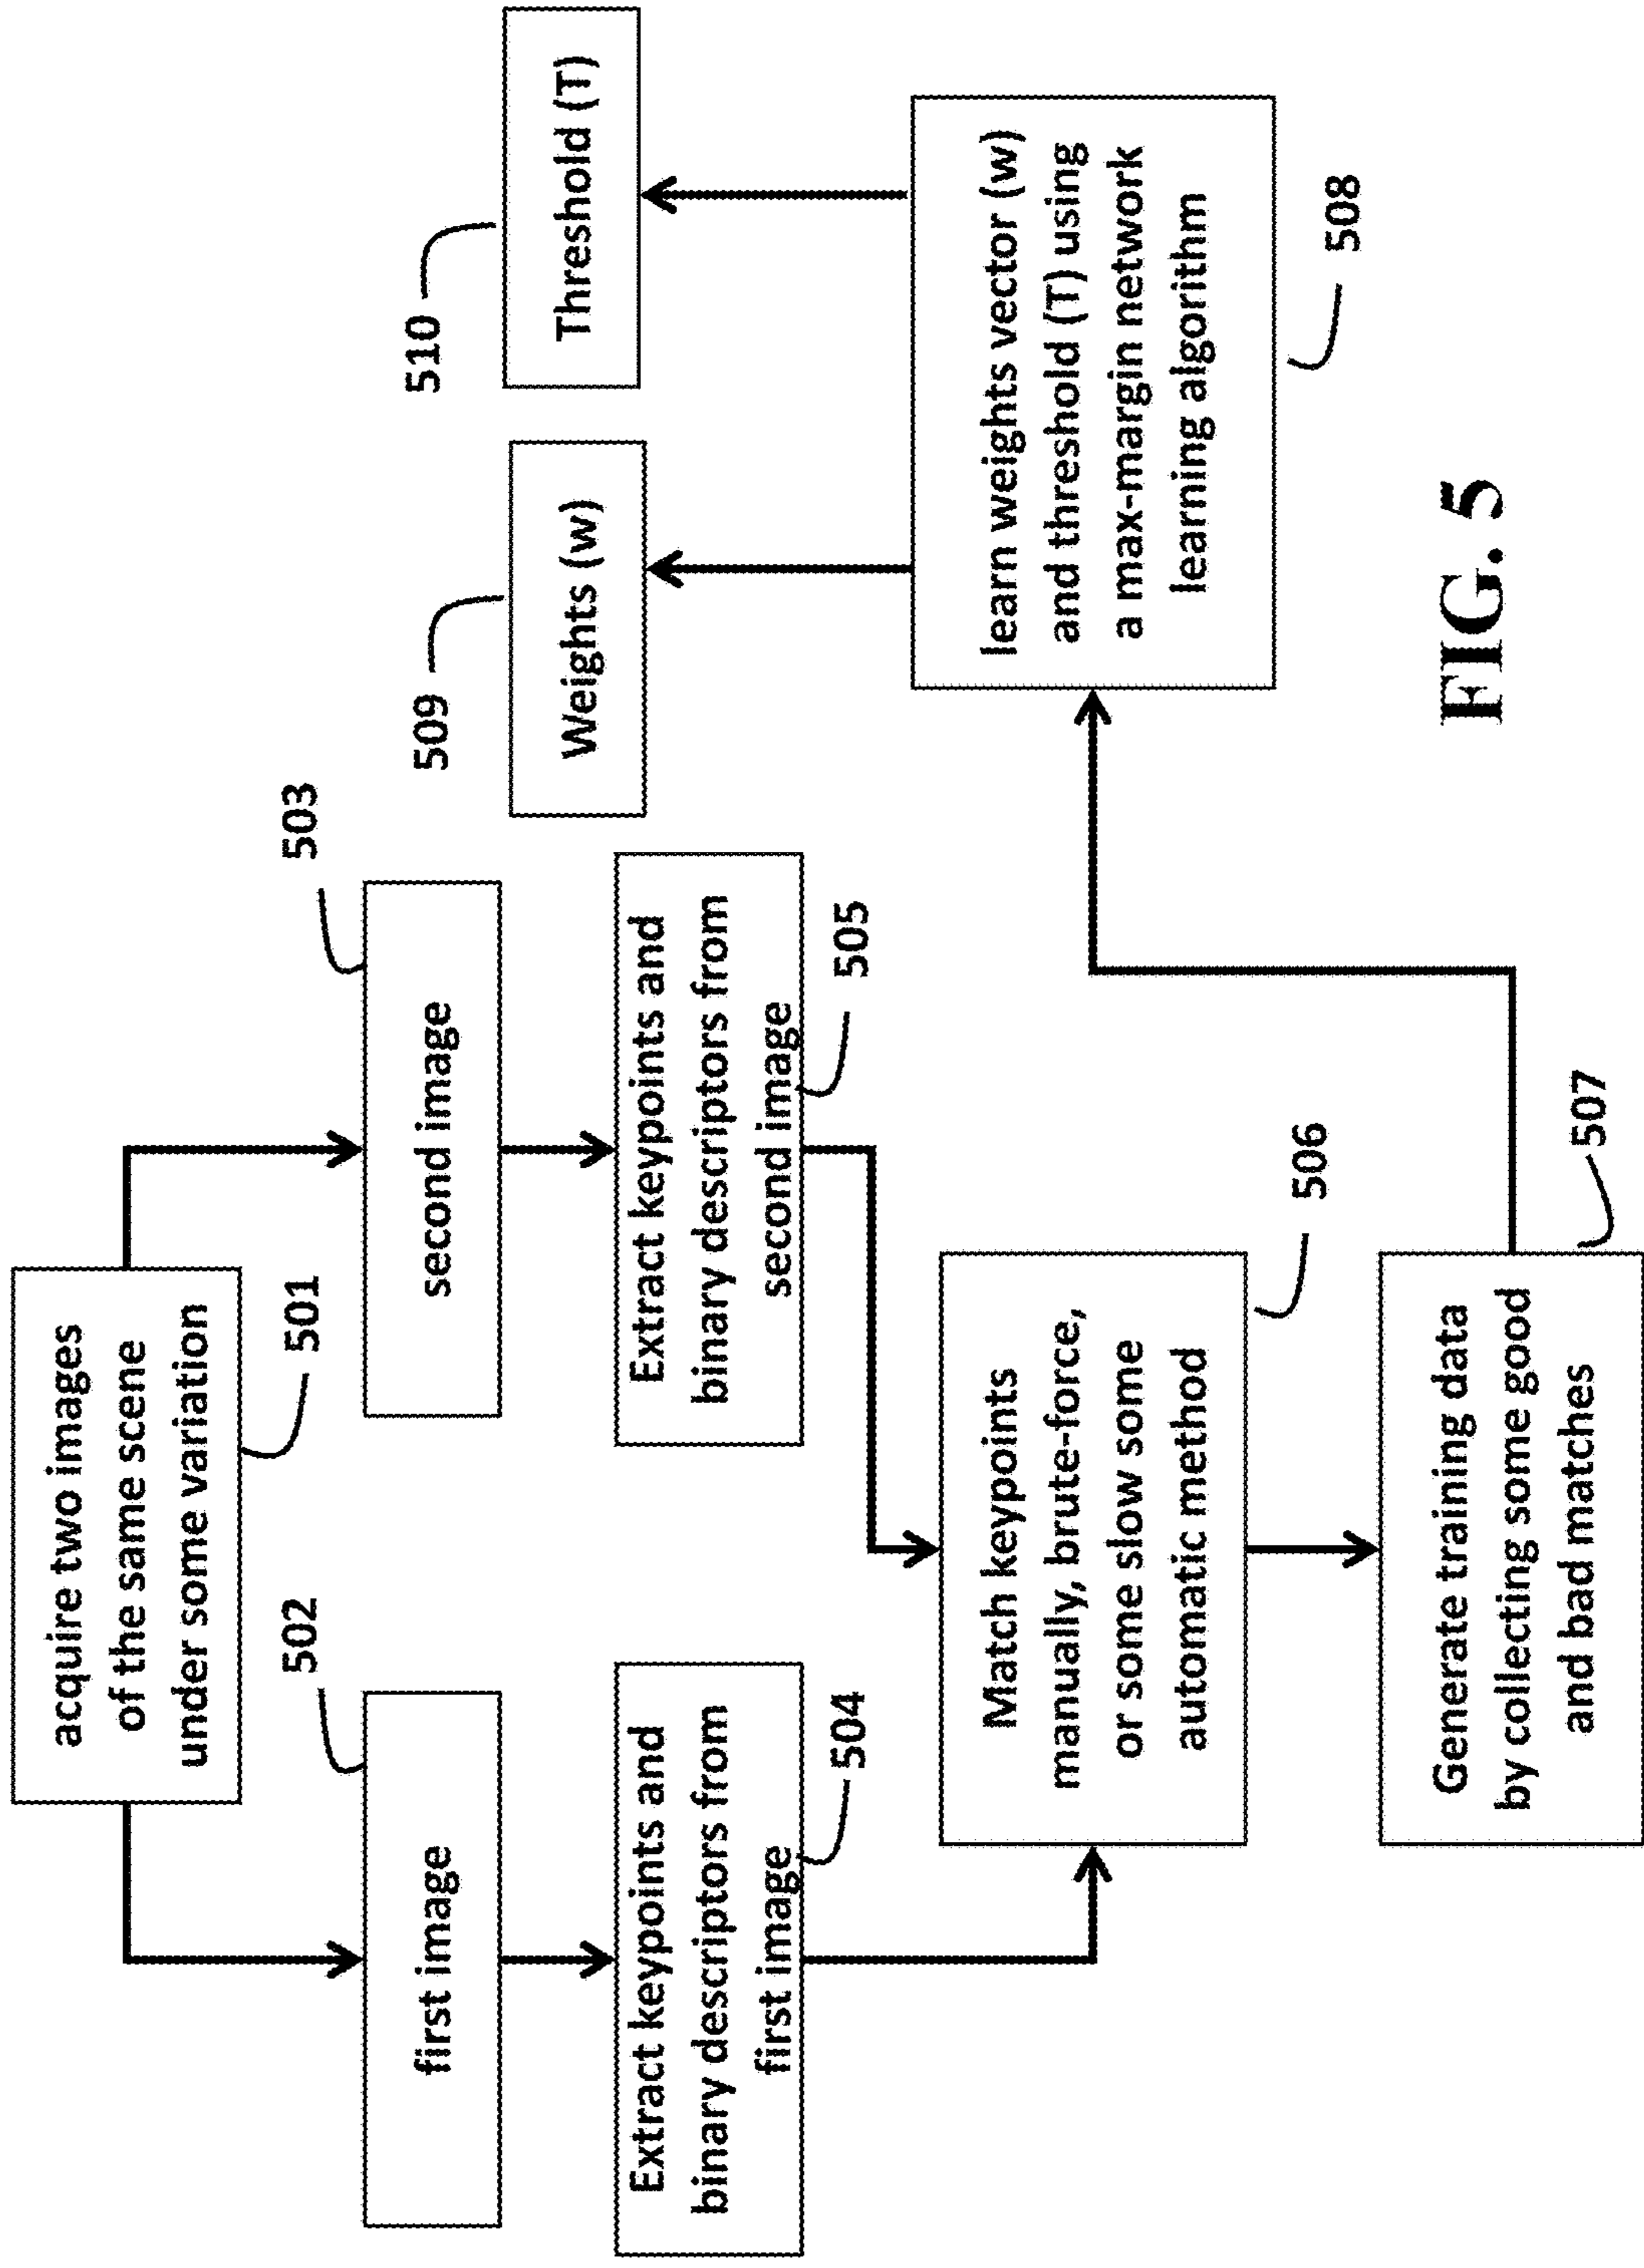 acquire two images
of the same scene
under some variation
501
502
first image
503
second image
Extract keypoints and
binary descriptors from
first image
504
Extract keypoints and
binary descriptors from
second image
505
Match keypoints
manually, brute-force,
or some slow some
automatic method
506
Generate training data
by collecting some good
and bad matches
507
learn weights vector (w)
and threshold (T) using
a max-margin network
learning algorithm
508
509
Weights (w)
510
Threshold (T)
FIG. 5